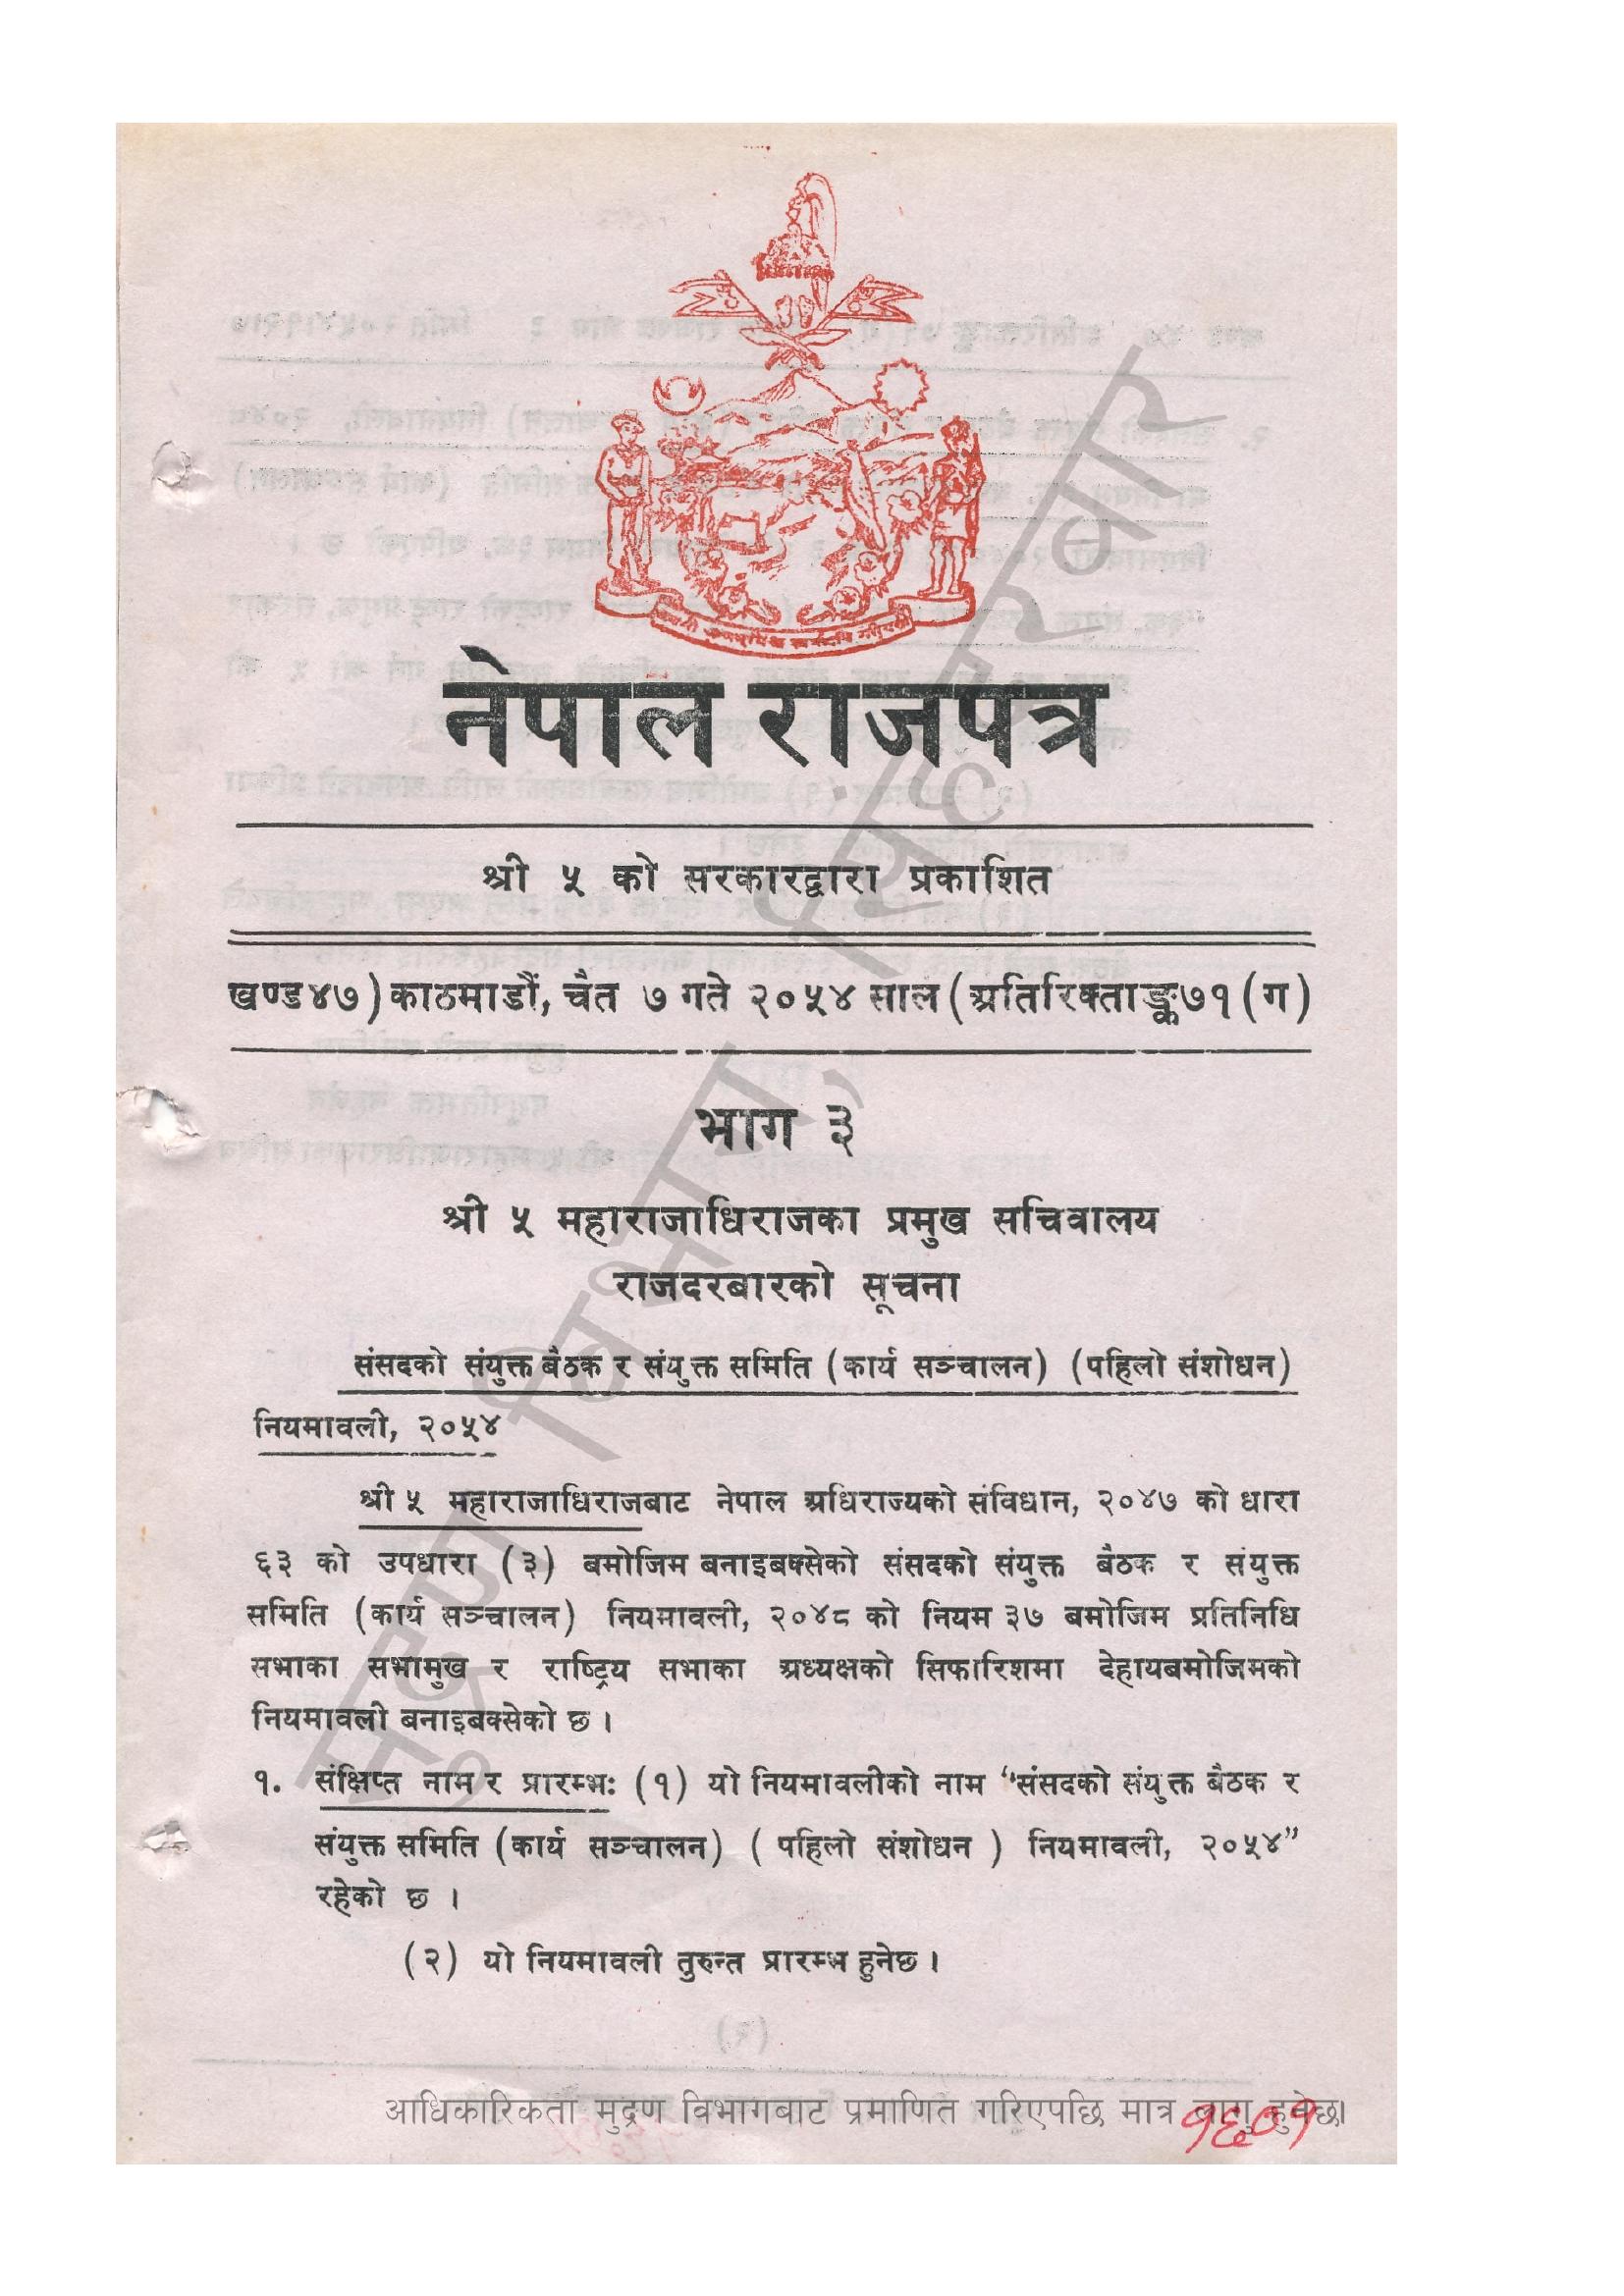 नेपाल राजपत्र
श्री ५ को सरकारद्वारा प्रकाशित
खण्ड४७) काठमाडौं, चैत ७ गते २०५४ साल (अतिरिक्ताङ्क७१ (ग)
भाग ३
श्री ५ महाराजाधिराजका प्रमुख सचिवालय
राजदरबारको सूचना
संसदको संयुक्त बैठक र संयुक्त समिति (कार्य सञ्चालन) (पहिलो संशोधन)
नियमावली, २०५४
श्री ५ महाराजाधिराजबाट नेपाल अधिराज्यको संविधान, २०४७ को धारा
६३ को उपधारा (३) बमोजिम बनाइबक्सेको संसदको संयुक्त बैठक र संयुक्त
समिति (कार्य सञ्चालन) नियमावली, २०४८ को नियम ३७ बमोजिम प्रतिनिधि
सभाका सभामुख र राष्ट्रिय सभाका अध्यक्षको सिफारिशमा देहायबमोजिमको
नियमावली बनाइबक्सेको छ ।
१. संक्षिप्त नाम र प्रारम्भः (१) यो नियमावलीको नाम “संसदको संयुक्त बैठक र
संयुक्त समिति (कार्य सञ्चालन) ( पहिलो संशोधन ) नियमावली, २०५४”
रहेको छ ।
(२) यो नियमावली तुरुन्त प्रारम्भ हुनेछ ।
आधिकारिकता मुद्रण विभागबाट प्रमाणित गरिएपछि मात्र लागु हुनेछ।
१६०१
मुद्रण विभाग, सिंहदरबार